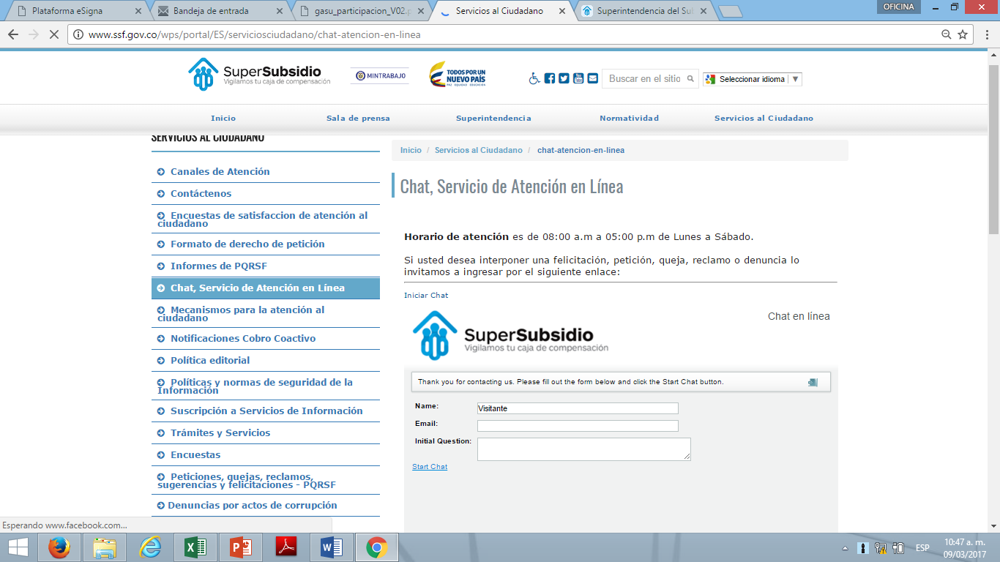 Plataforma eSigna
Bandeja de entrada
gasu_participacion_V02.p
Servicios al Ciudadano
Superintendencia del Sub
OFICINA
www.ssf.gov.co/wps/portal/ES/serviciosciudadano/chat-atencion-en-linea
SuperSubsidio
Vigilamos tu caja de compensación
MINTRABAJO
TODOS POR UN
NUEVO PAÍS
PAZ EQUIDAD EDUCACIÓN
Buscar en el sitio
Seleccionar idioma
Inicio
Sala de prensa
Superintendencia
Normatividad
Servicios al Ciudadano
SERVICIOS AL CIUDADANO
Canales de Atención
Contáctenos
Encuestas de satisfaccion de atención al
ciudadano
Formato de derecho de petición
Informes de PQRSF
Chat, Servicio de Atención en Línea
Mecanismos para la atención al
ciudadano
Notificaciones Cobro Coactivo
Política editorial
Políticas y normas de seguridad de la
Información
Suscripción a Servicios de Información
Trámites y Servicios
Encuestas
Peticiones, quejas, reclamos,
sugerencias y felicitaciones - PQRSF
Denuncias por actos de corrupción
Inicio / Servicios al Ciudadano / chat-atencion-en-linea
Chat, Servicio de Atención en Línea
Horario de atención es de 08:00 a.m a 05:00 p.m de Lunes a Sábado.
Si usted desea interponer una felicitación, petición, queja, reclamo o denuncia lo
invitamos a ingresar por el siguiente enlace:
Iniciar Chat
SuperSubsidio
Vigilamos tu caja de compensación
Chat en línea
Thank you for contacting us. Please fill out the form below and click the Start Chat button.
Name:
Visitante
Email:
Initial Question:
Start Chat
Esperando www.facebook.com...
ESP
10:47 a. m.
09/03/2017